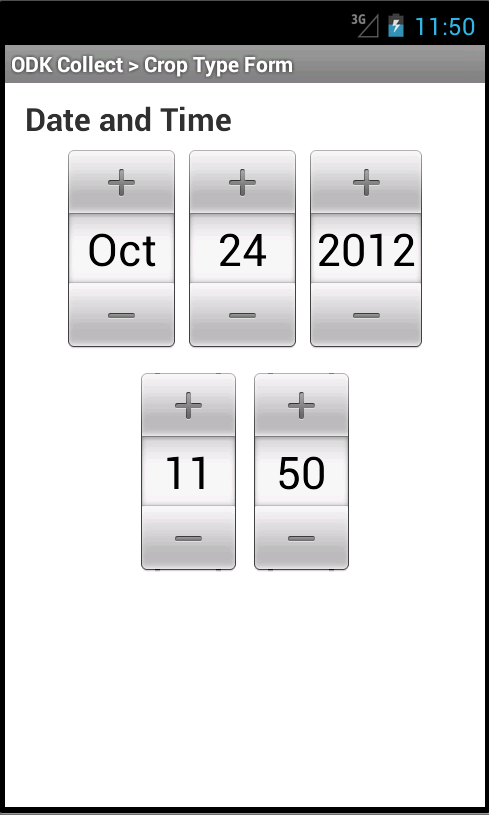 3G 11:50
ODK Collect > Crop Type Form
Date and Time
+ + +
Oct 24 2012
− − −
+ +
11 50
− −